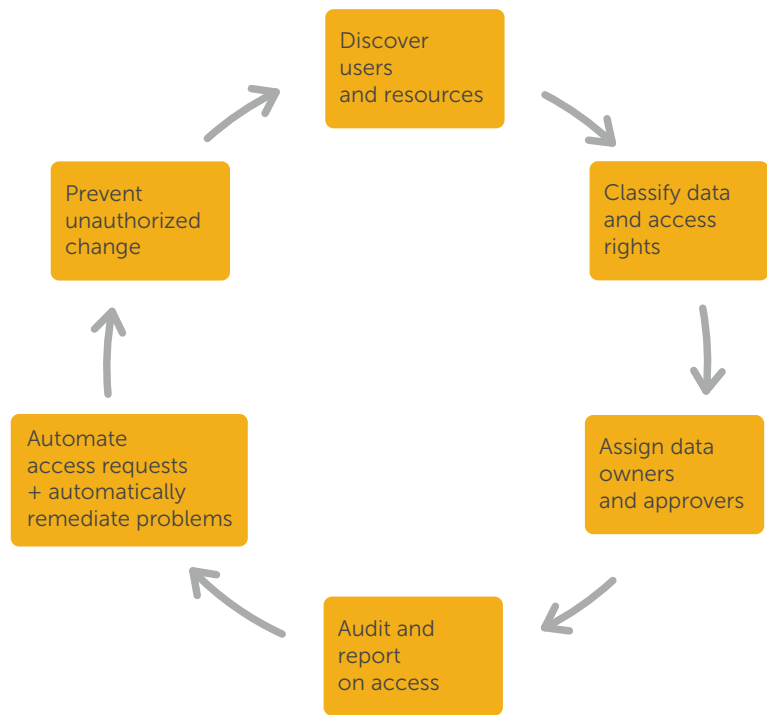 Discover
users
and resources
Classify data
and access
rights
Assign data
owners
and approvers
Audit and
report
on access
Automate
access requests
+ automatically
remediate problems
Prevent
unauthorized
change